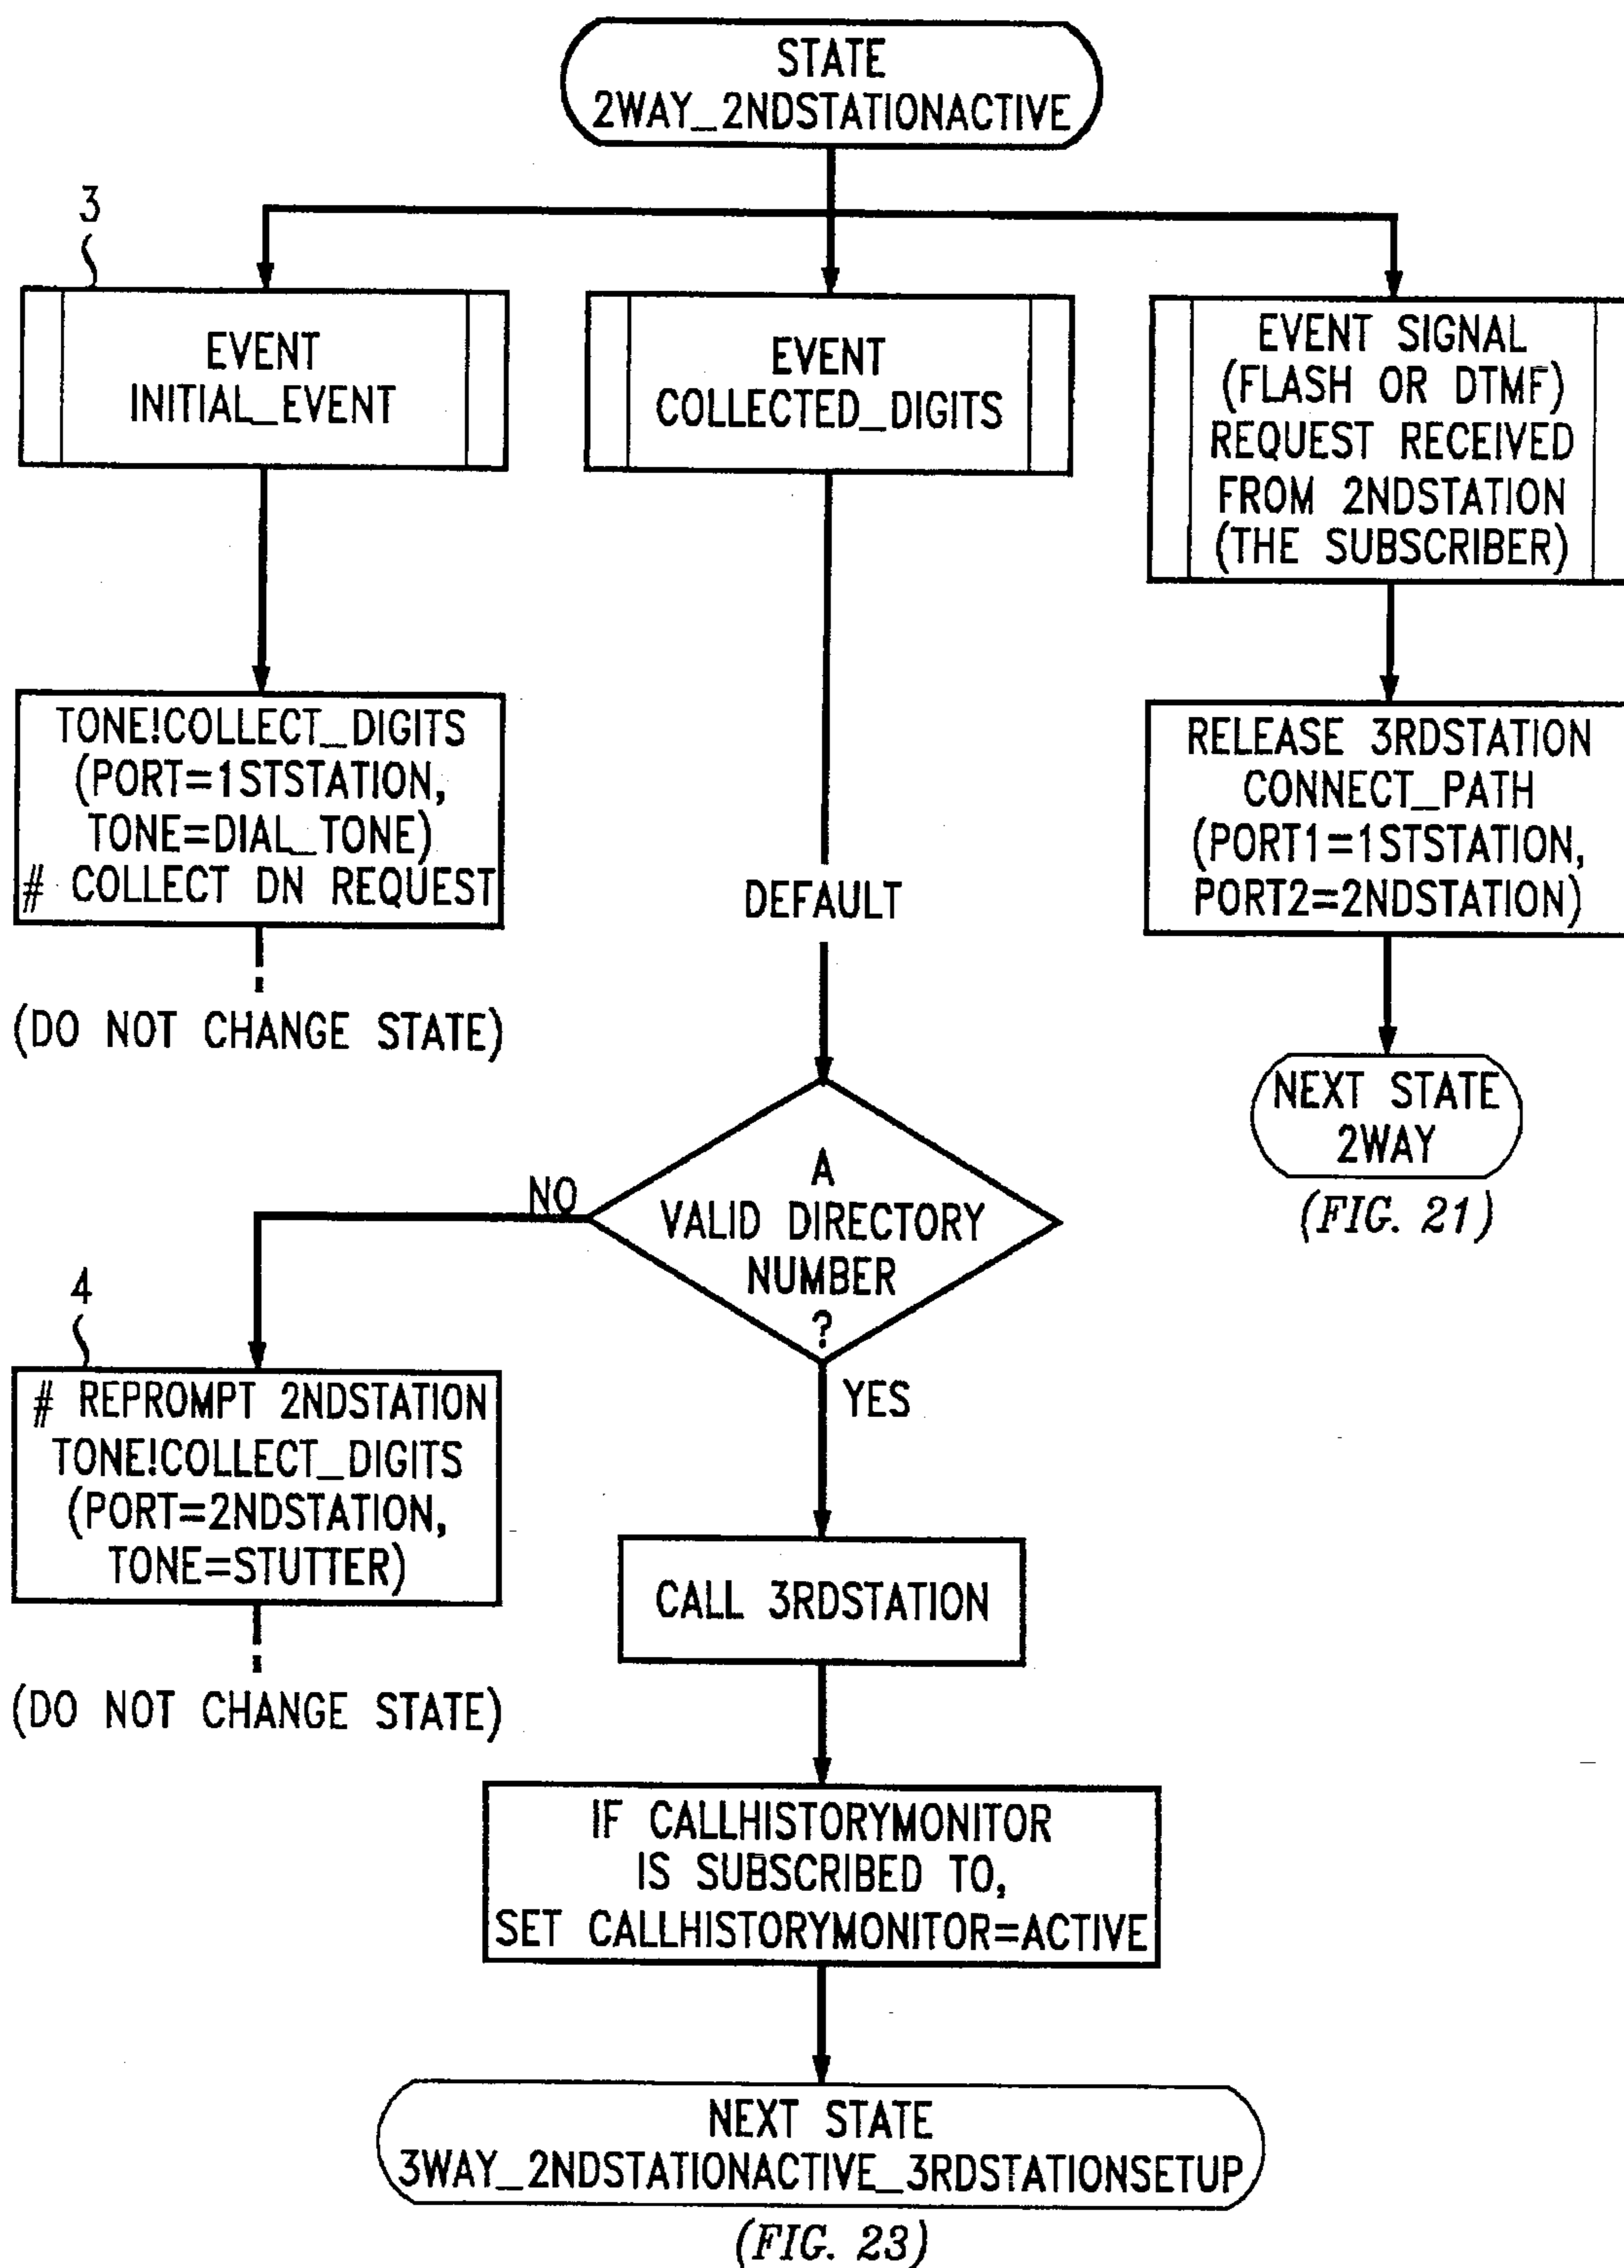 STATE
2WAY_2NDSTATIONACTIVE
3
EVENT
INITIAL_EVENT
TONE!COLLECT_DIGITS
(PORT=1STSTATION,
TONE=DIAL_TONE)
# COLLECT DN REQUEST
(DO NOT CHANGE STATE)
EVENT
COLLECTED_DIGITS
DEFAULT
A
VALID DIRECTORY
NUMBER
?
NO
4
# REPROMPT 2NDSTATION
TONE!COLLECT_DIGITS
(PORT=2NDSTATION,
TONE=STUTTER)
(DO NOT CHANGE STATE)
YES
CALL 3RDSTATION
IF CALLHISTORYMONITOR
IS SUBSCRIBED TO,
SET CALLHISTORYMONITOR=ACTIVE
NEXT STATE
3WAY_2NDSTATIONACTIVE_3RDSTATIONSETUP
(FIG. 23)
EVENT SIGNAL
(FLASH OR DTMF)
REQUEST RECEIVED
FROM 2NDSTATION
(THE SUBSCRIBER)
RELEASE 3RDSTATION
CONNECT_PATH
(PORT1=1STSTATION,
PORT2=2NDSTATION)
NEXT STATE
2WAY
(FIG. 21)